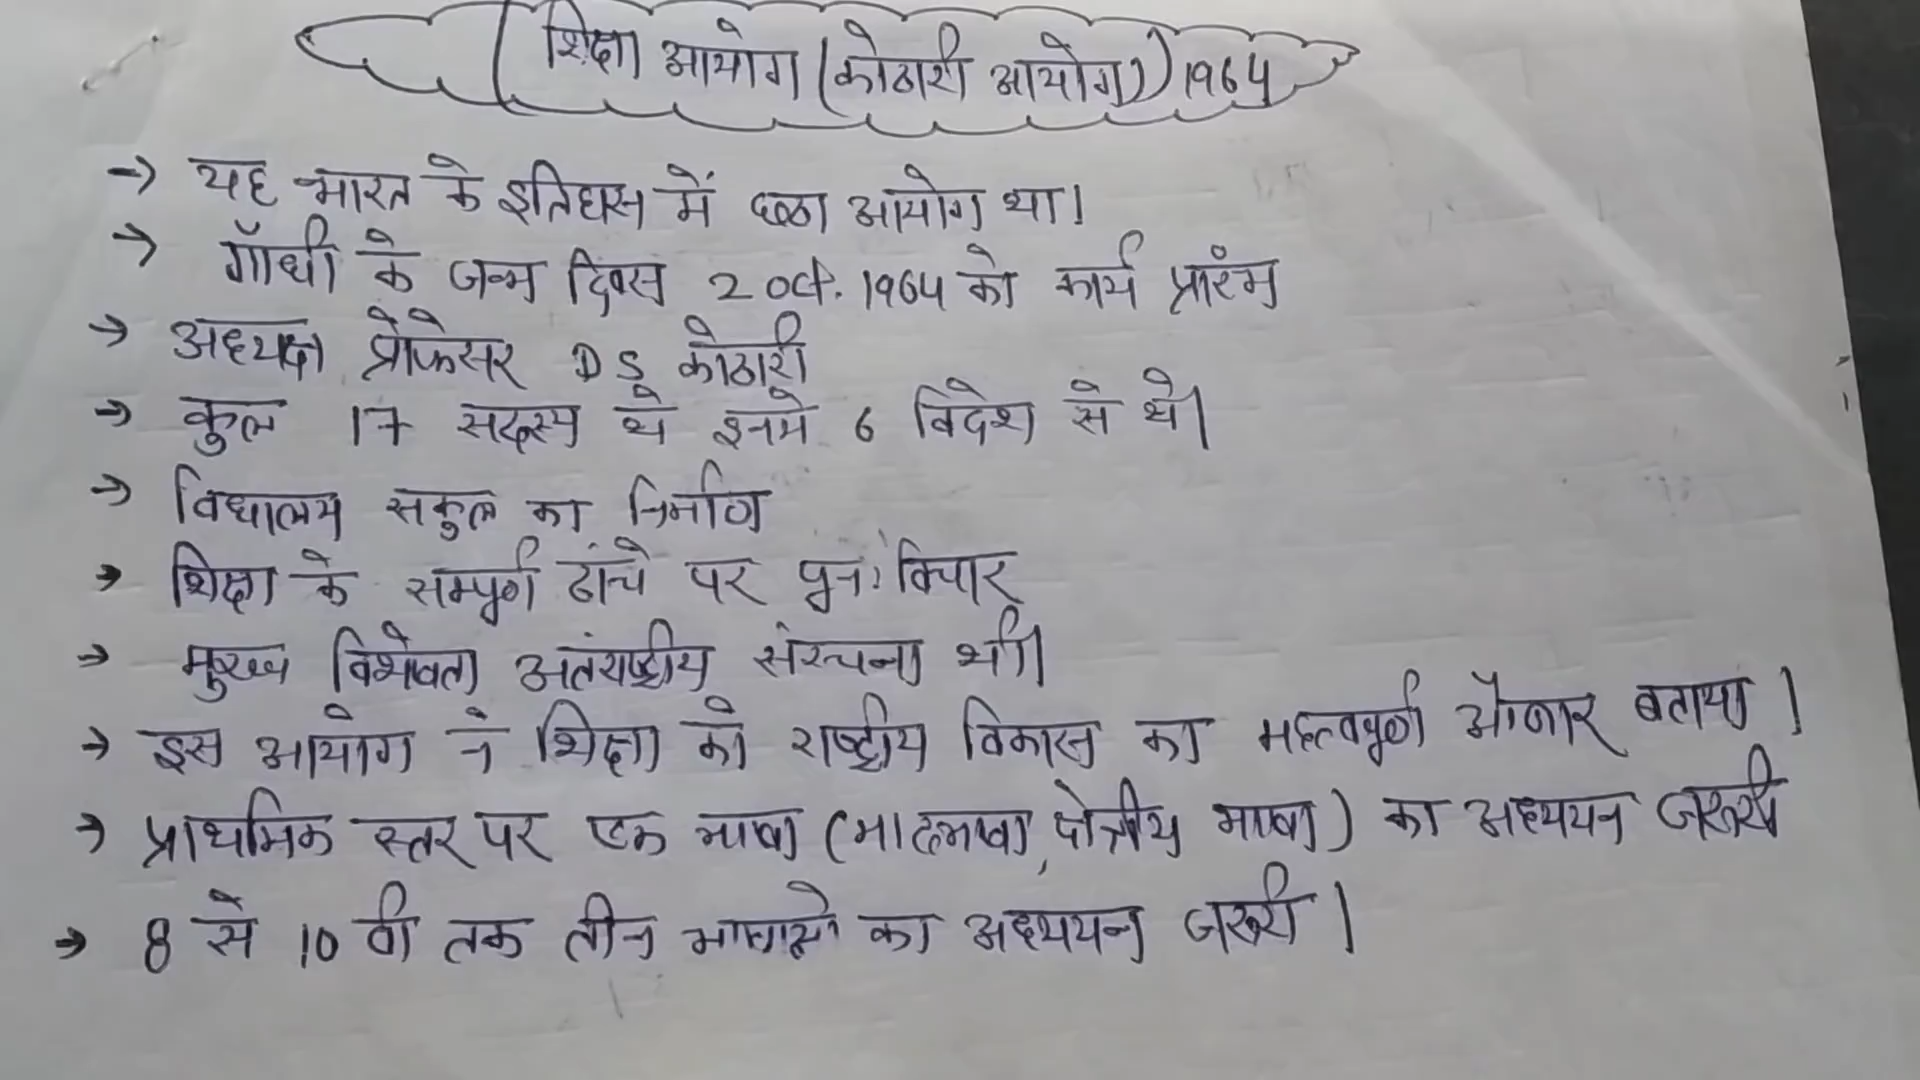 शिक्षा आयोग (कोठारी आयोग) 1964
→ यह भारत के इतिहास में छठा आयोग था।
→ गाँधी के जन्म दिवस 2 Oct. 1964 को कार्य प्रारंभ
→ अध्यक्ष प्रोफेसर D S कोठारी
→ कुल 17 सदस्य थे इनमे 6 विदेश से थे।
→ विधालय सकुल का निर्माण
→ शिक्षा के सम्पूर्ण ढांचे पर पुन: विचार
→ मुख्य विशेषता अतंराष्ट्रीय संरचना थी।
→ इस आयोग ने शिक्षा को राष्ट्रीय विकास का महत्वपूर्ण औजार बताया।
→ प्राथमिक स्तर पर एक भाषा (मातृभाषा, क्षेत्रीय भाषा) का अध्ययन जरूरी
→ 8 से 10 वी तक तीन भाषाओ का अध्ययन जरूरी।